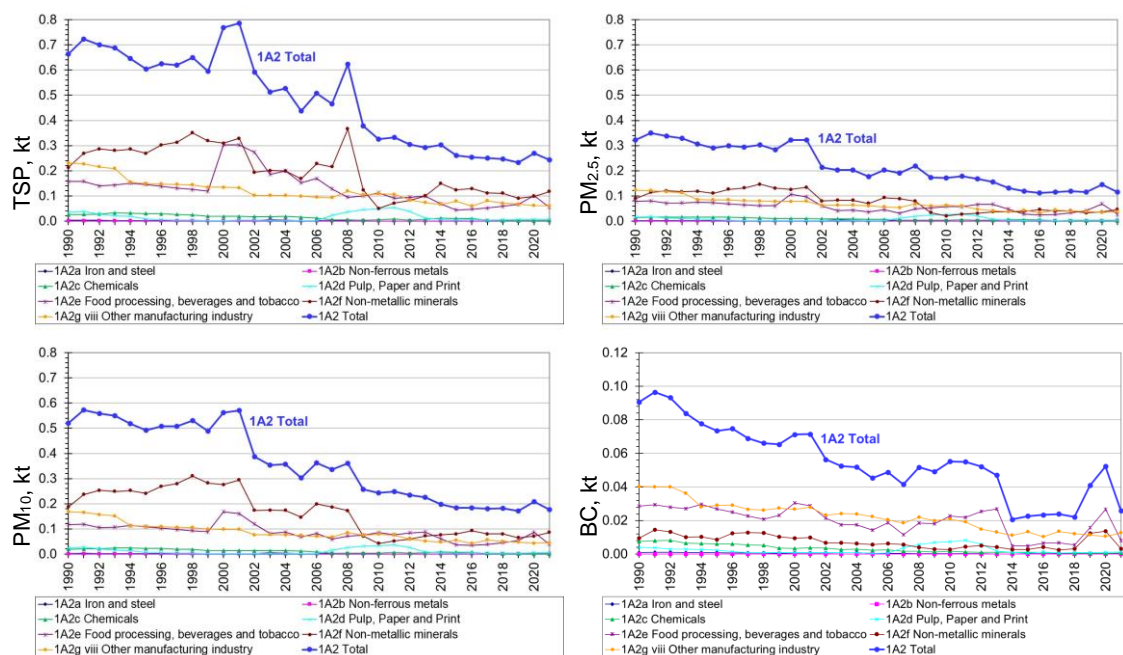 TSP, kt
0.8
0.7
0.6
0.5
0.4
0.3
0.2
0.1
0.0
1A2 Total
1990 1992 1994 1996 1998 2000 2002 2004 2006 2008 2010 2012 2014 2016 2018 2020
1A2a Iron and steel 1A2b Non-ferrous metals
1A2c Chemicals 1A2d Pulp, Paper and Print
1A2e Food processing, beverages and tobacco 1A2f Non-metallic minerals
1A2g viii Other manufacturing industry 1A2 Total
PM2.5, kt
0.8
0.7
0.6
0.5
0.4
0.3
0.2
0.1
0.0
1A2 Total
1990 1992 1994 1996 1998 2000 2002 2004 2006 2008 2010 2012 2014 2016 2018 2020
1A2a Iron and steel 1A2b Non-ferrous metals
1A2c Chemicals 1A2d Pulp, Paper and Print
1A2e Food processing, beverages and tobacco 1A2f Non-metallic minerals
1A2g viii Other manufacturing industry 1A2 Total
PM10, kt
0.8
0.7
0.6
0.5
0.4
0.3
0.2
0.1
0.0
1A2 Total
1990 1992 1994 1996 1998 2000 2002 2004 2006 2008 2010 2012 2014 2016 2018 2020
1A2a Iron and steel 1A2b Non-ferrous metals
1A2c Chemicals 1A2d Pulp, Paper and Print
1A2e Food processing, beverages and tobacco 1A2f Non-metallic minerals
1A2g viii Other manufacturing industry 1A2 Total
BC, kt
0.12
0.10
0.08
0.06
0.04
0.02
0.00
1A2 Total
1990 1992 1994 1996 1998 2000 2002 2004 2006 2008 2010 2012 2014 2016 2018 2020
1A2a Iron and steel 1A2b Non-ferrous metals
1A2c Chemicals 1A2d Pulp, Paper and Print
1A2e Food processing, beverages and tobacco 1A2f Non-metallic minerals
1A2g viii Other manufacturing industry 1A2 Total